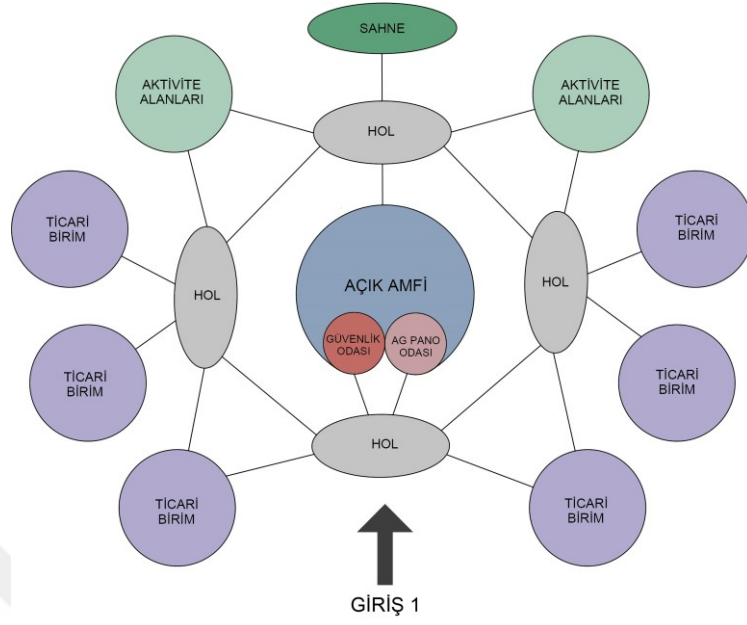 SAHNE
AKTİVİTE
ALANLARI
AKTİVİTE
ALANLARI
HOL
TİCARİ
BİRİM
TİCARİ
BİRİM
HOL
AÇIK AMFİ
HOL
GÜVENLİK
ODASI
AG PANO
ODASI
TİCARİ
BİRİM
TİCARİ
BİRİM
HOL
TİCARİ
BİRİM
TİCARİ
BİRİM
GİRİŞ 1